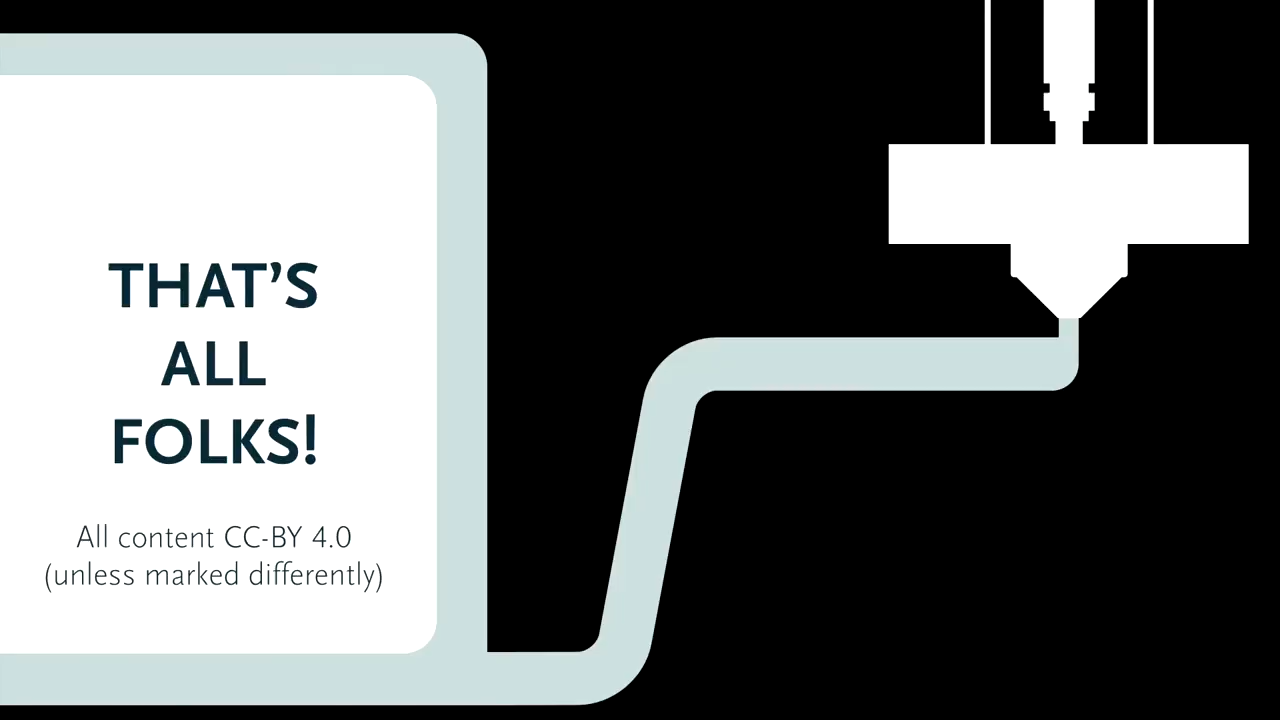 THAT’S
ALL
FOLKS!
All content CC-BY 4.0
(unless marked differently)